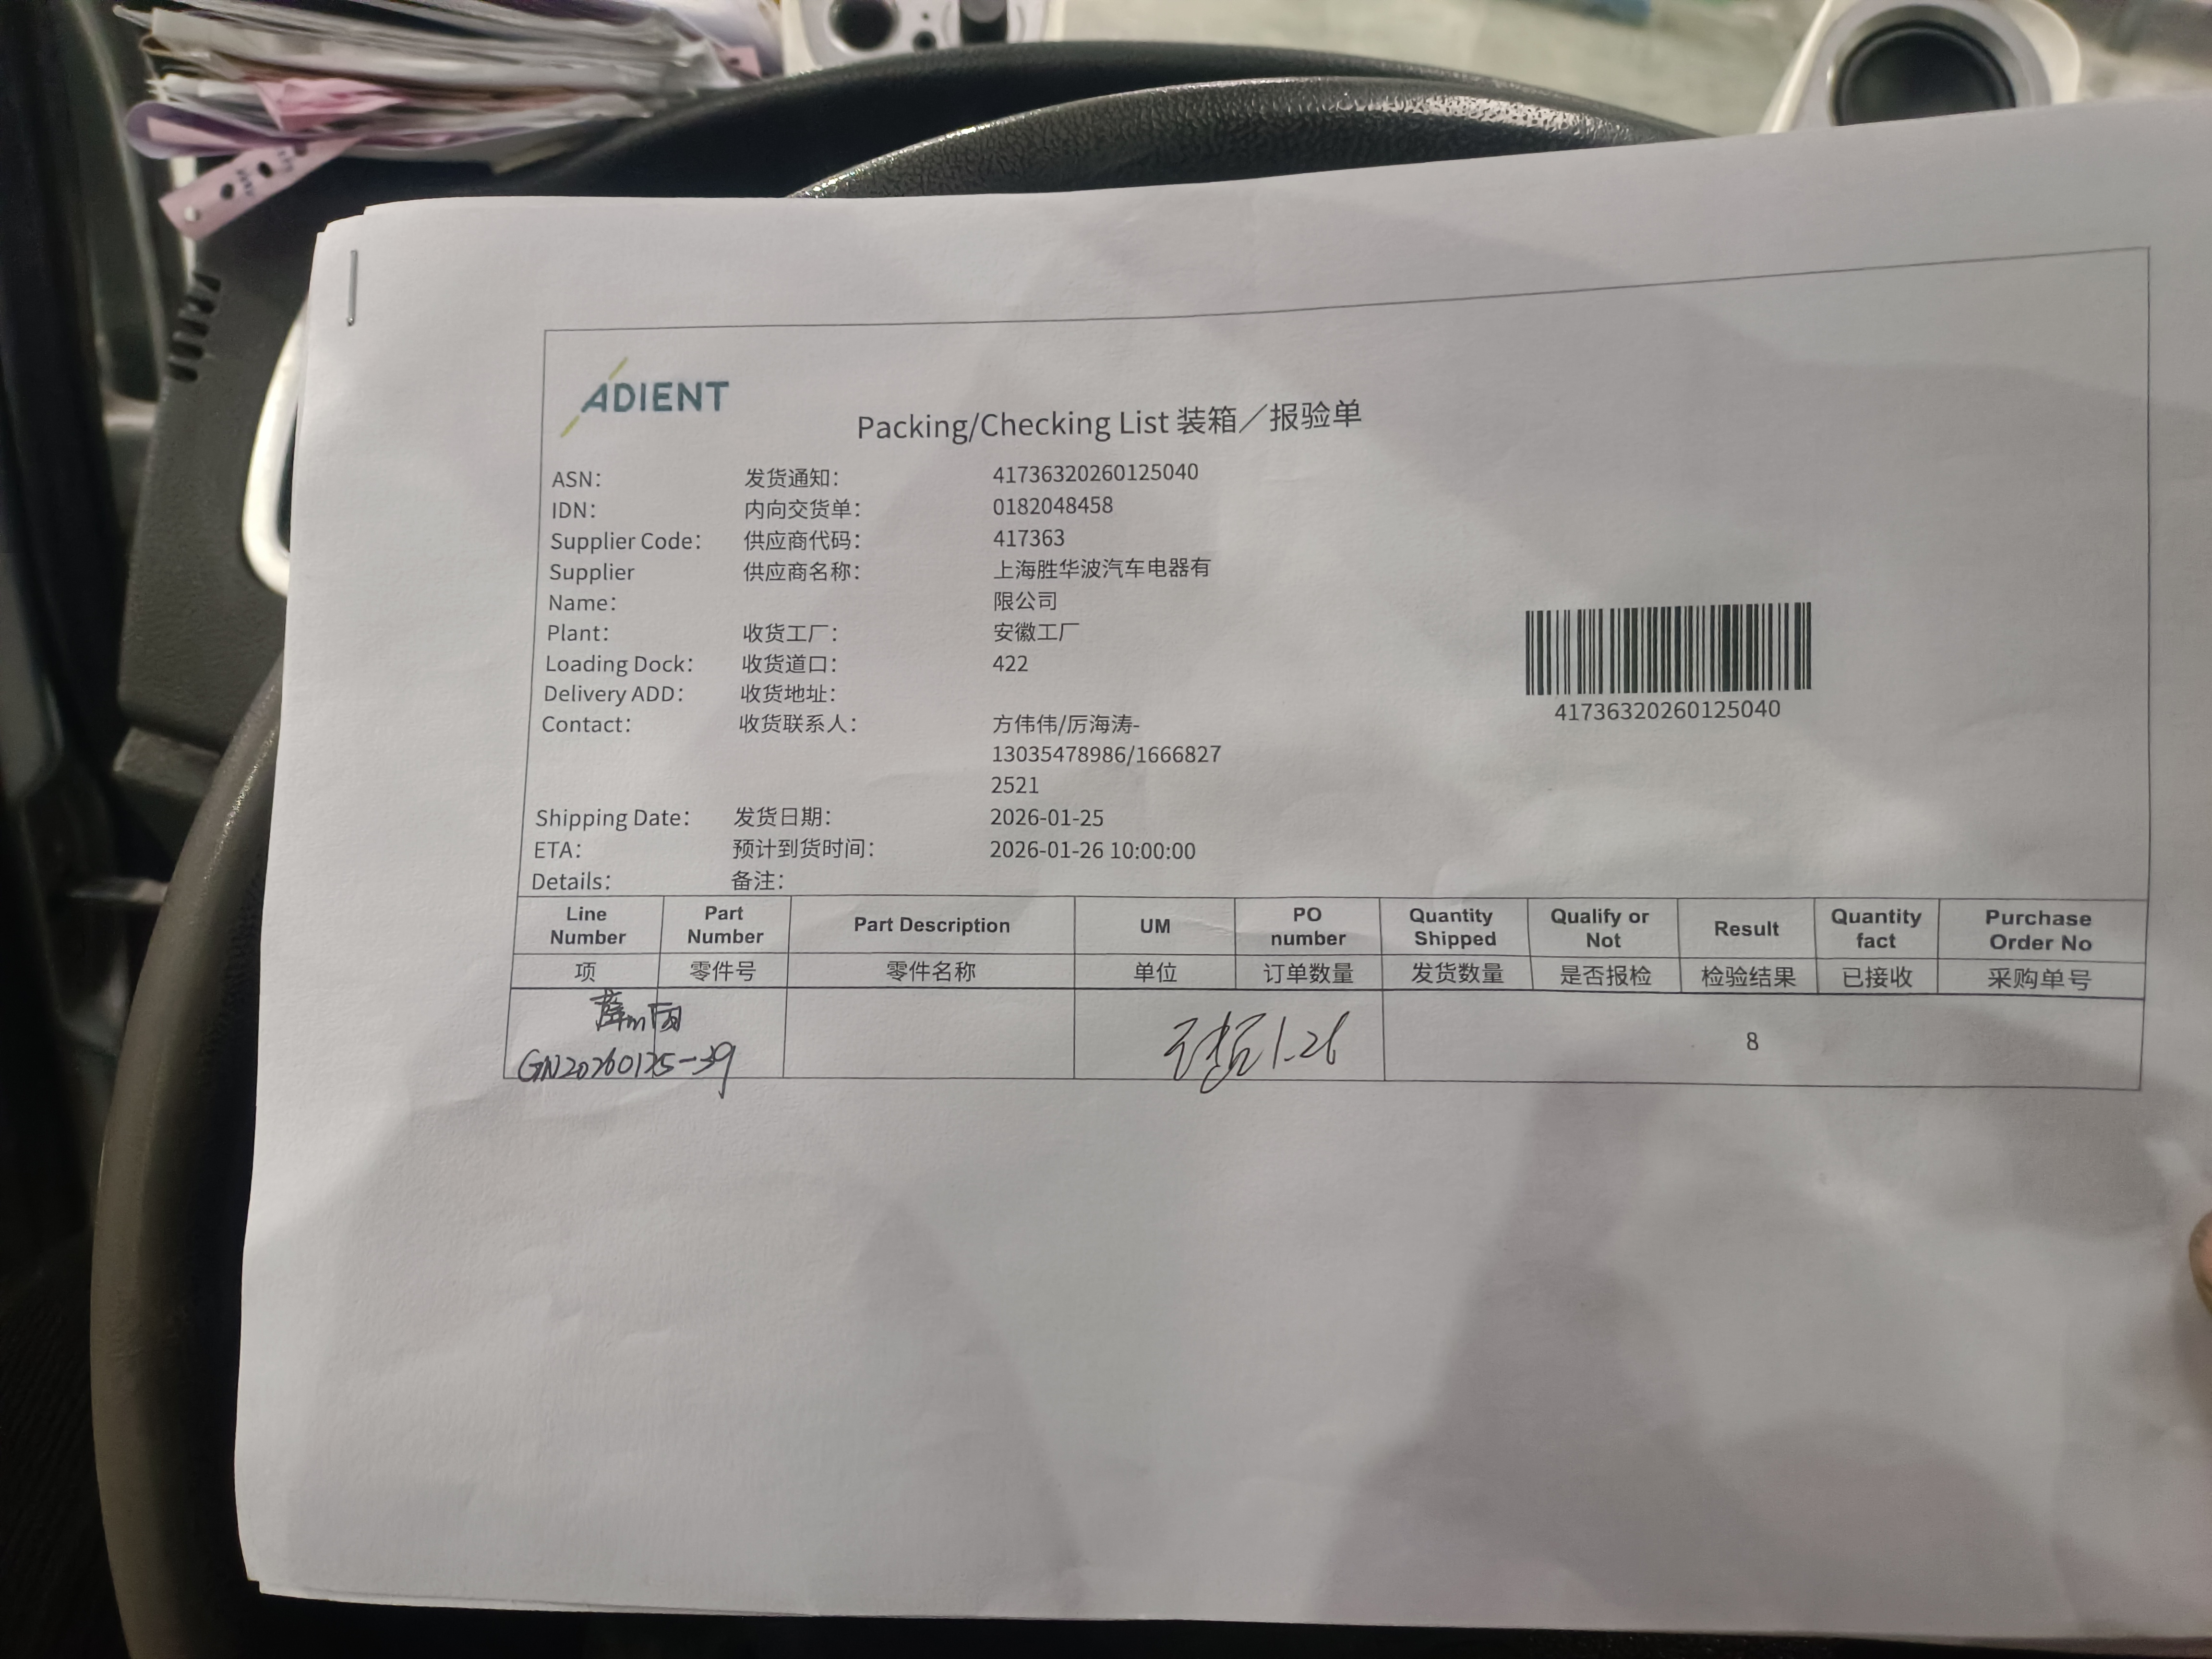 ADIENT
Packing/Checking List 装箱／报验单
ASN： 发货通知： 41736320260125040
IDN： 内向交货单： 0182048458
Supplier Code： 供应商代码： 417363
Supplier 供应商名称： 上海胜华波汽车电器有
Name： 限公司
Plant： 收货工厂： 安徽工厂
Loading Dock： 收货道口： 422
Delivery ADD： 收货地址：
Contact： 收货联系人： 方伟伟/厉海涛-
13035478986/1666827
2521
41736320260125040
Shipping Date： 发货日期： 2026-01-25
ETA： 预计到货时间： 2026-01-26 10:00:00
Details： 备注：
Line Number Part Number Part Description UM PO number Quantity Shipped Qualify or Not Result Quantity fact Purchase Order No
项 零件号 零件名称 单位 订单数量 发货数量 是否报检 检验结果 已接收 采购单号
1-26 8
GN20260125-39